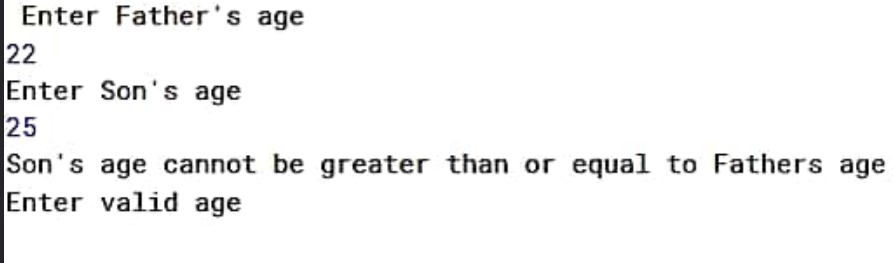 Enter Father's age
22
Enter Son's age
25
Son's age cannot be greater than or equal to Fathers age
Enter valid age